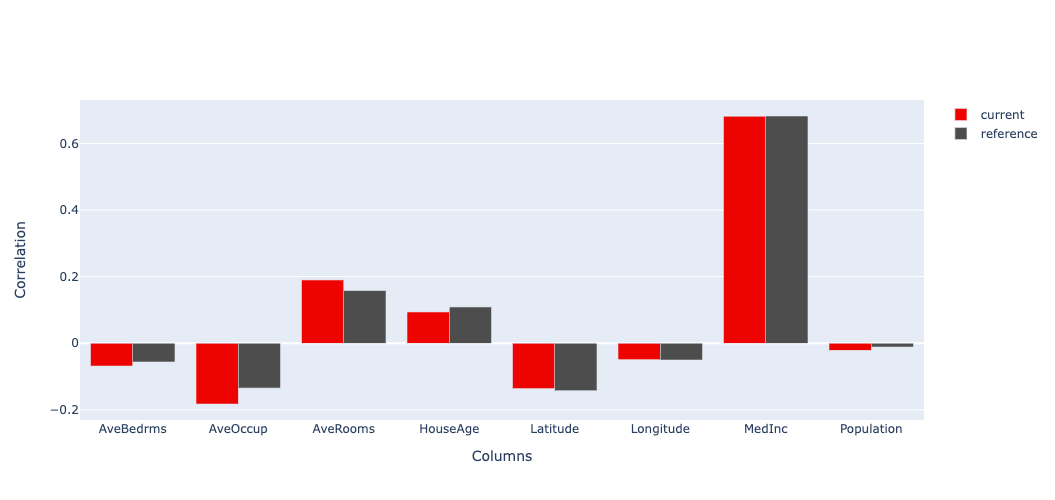 current
reference
Correlation
0.6
0.4
0.2
0
−0.2
AveBedrms AveOccup AveRooms HouseAge Latitude Longitude MedInc Population
Columns